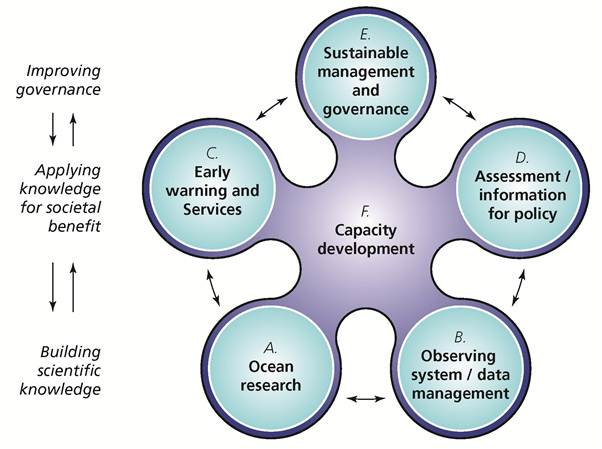 Improving
governance
Applying
knowledge
for societal
benefit
Building
scientific
knowledge
E.
Sustainable
management
and
governance
C.
Early
warning and
Services
D.
Assessment /
information
for policy
F.
Capacity
development
A.
Ocean
research
B.
Observing
system / data
management